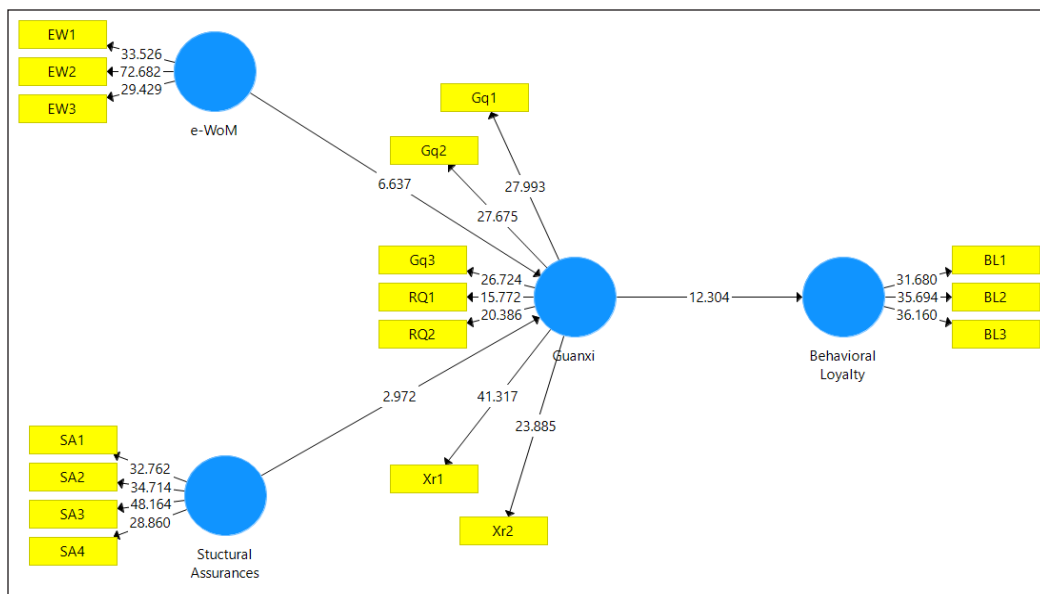 EW1
33.526
EW2
72.682
EW3
29.429
e-WoM
Gq1
Gq2
6.637
27.993
27.675
Gq3
26.724
RQ1
15.772
RQ2
20.386
Guanxi
12.304
BL1
31.680
BL2
35.694
BL3
36.160
Behavioral
Loyalty
2.972
41.317
23.885
SA1
32.762
SA2
34.714
SA3
48.164
SA4
28.860
Stuctural
Assurances
Xr1
Xr2